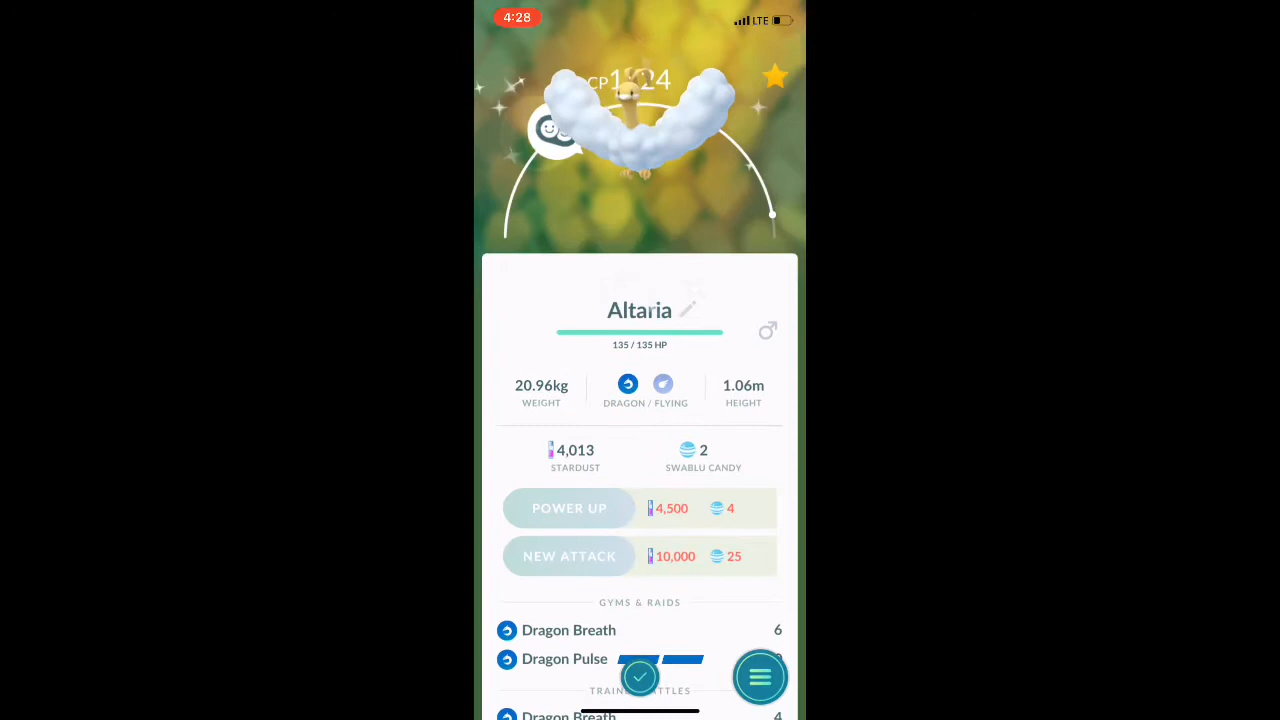 4:28
LTE
CP
Altaria
135 / 135 HP
20.96kg
WEIGHT
DRAGON / FLYING
1.06m
HEIGHT
4,013
STARDUST
2
SWABLU CANDY
POWER UP 4,500 4
NEW ATTACK 10,000 25
GYMS & RAIDS
Dragon Breath 6
Dragon Pulse
Dragon Breath 4